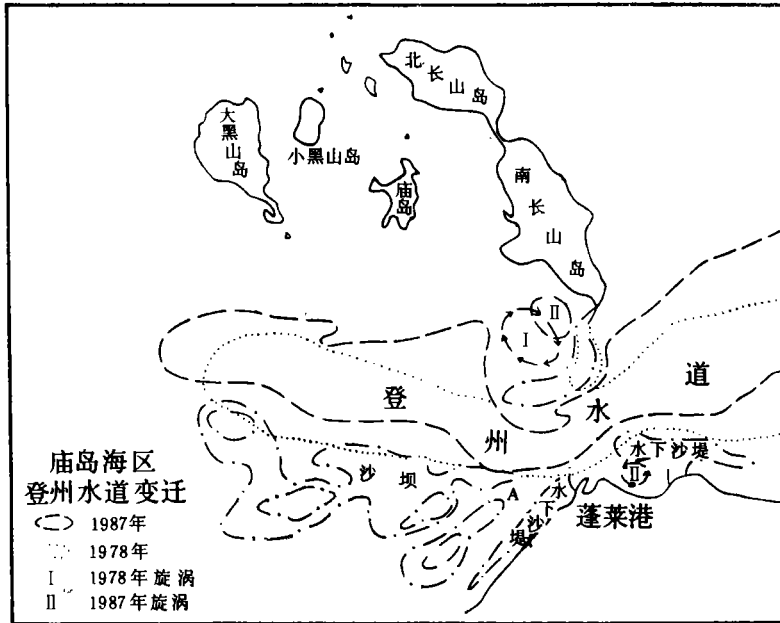 北长山岛
大黑山岛
小黑山岛
庙岛
南长山岛
II
I
登州水道
水下沙堤
沙坝
II
A
水下沙堤
蓬莱港
庙岛海区
登州水道变迁
1987年
1978年
I 1978年旋涡
II 1987年旋涡